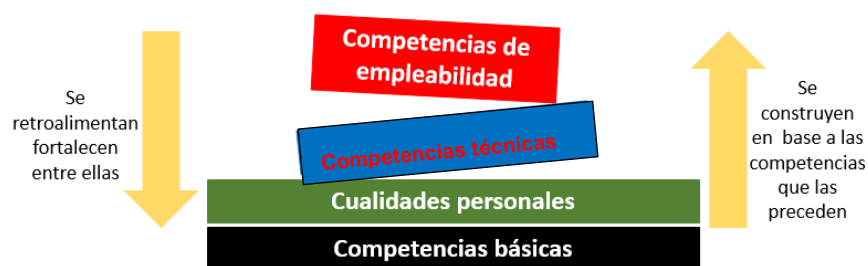 Competencias de
empleabilidad
Se
retroalimentan
fortalecen
entre ellas
Se
construyen
en base a las
competencias
que las
preceden
Competencias técnicas
Cualidades personales
Competencias básicas